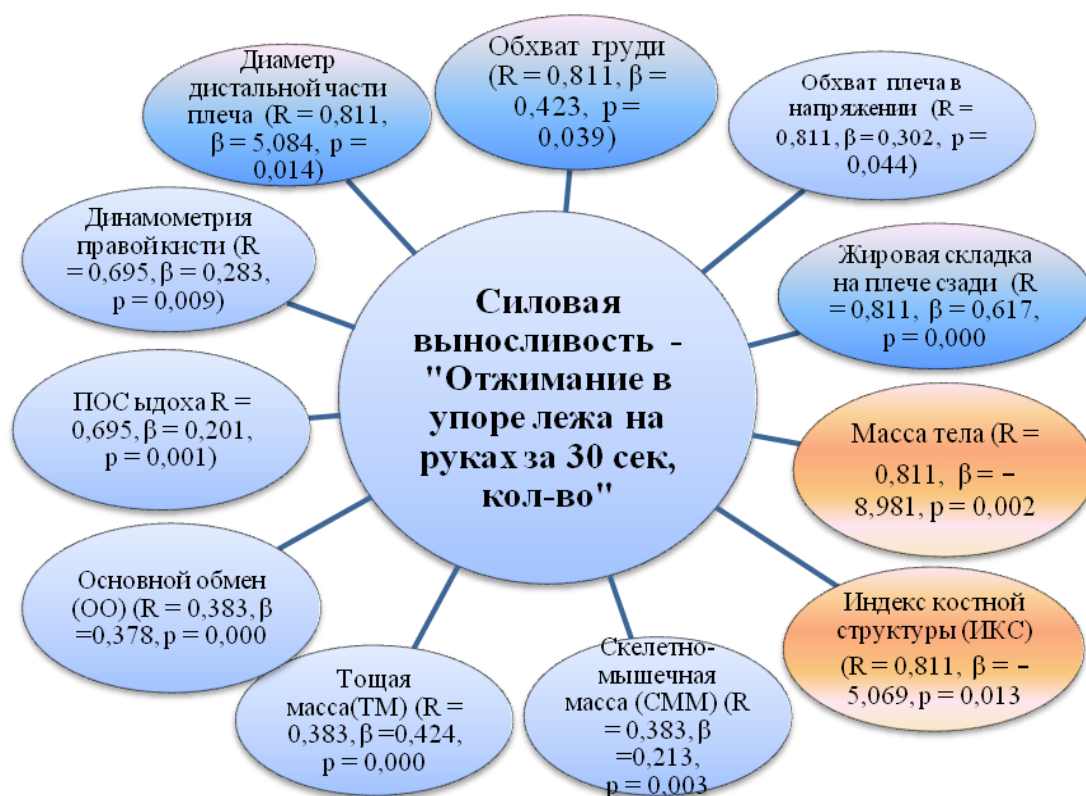 Диаметр
дистальной части
плеча (R = 0,811,
β = 5,084, p =
0,014)
Обхват груди
(R = 0,811, β =
0,423, p =
0,039)
Обхват плеча в
напряжении (R =
0,811, β = 0,302, p =
0,044)
Динамометрия
правой кисти (R
= 0,695, β = 0,283,
p = 0,009)
Жировая складка
на плече сзади (R
= 0,811, β = 0,617,
p = 0,000
Силовая
выносливость -
"Отжимание в
упоре лежа на
руках за 30 сек,
кол-во"
ПОС ыдоха R =
0,695, β = 0,201,
p = 0,001)
Масса тела (R =
0,811, β = –
8,981, p = 0,002
Основной обмен
(ОО) (R = 0,383, β
=0,378, p = 0,000
Индекс костной
структуры (ИКС)
(R = 0,811, β = –
5,069, p = 0,013
Тощая
масса(ТМ) (R =
0,383, β =0,424,
p = 0,000
Скелетно-
мышечная
масса (СММ) (R
= 0,383, β
=0,213,
p = 0,003